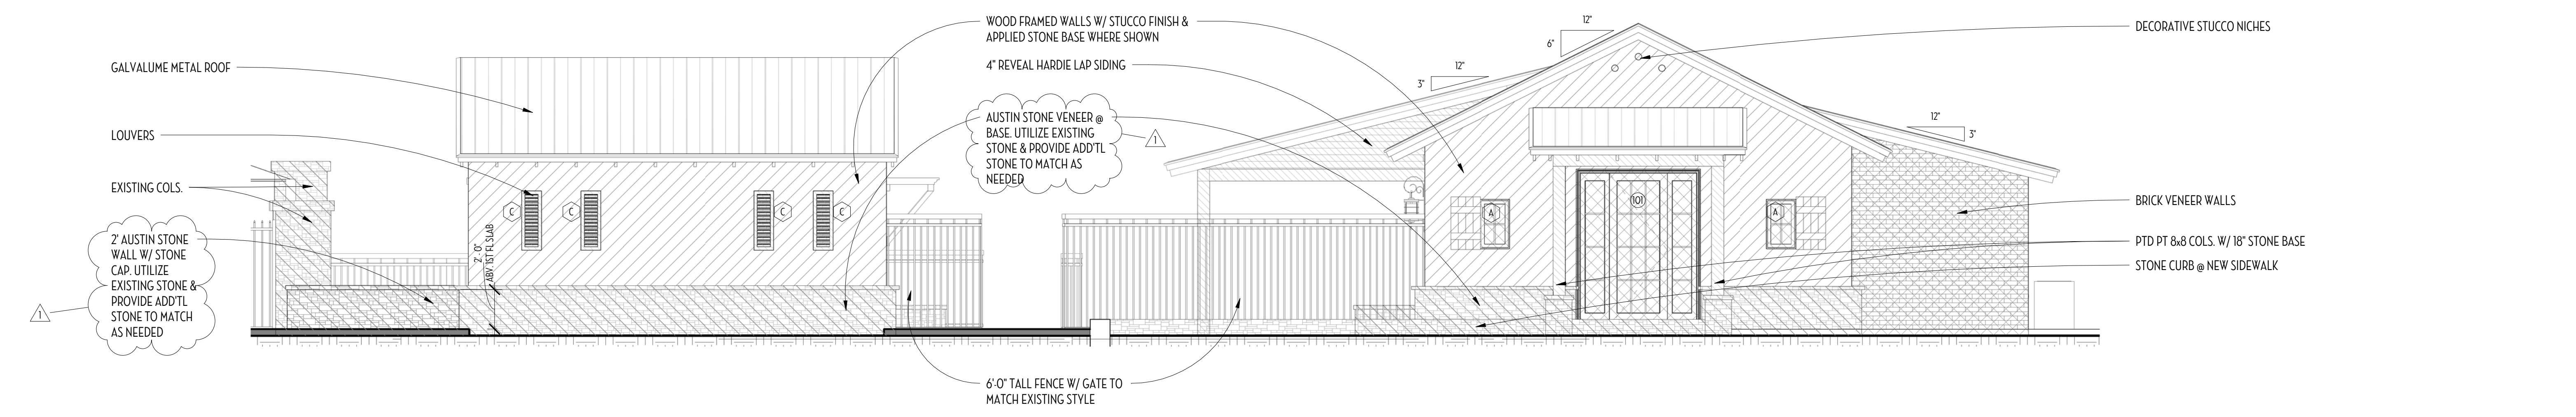 GALVALUME METAL ROOF
LOUVERS
EXISTING COLS.
2' AUSTIN STONE
WALL W/ STONE
CAP. UTILIZE
EXISTING STONE &
PROVIDE ADD'TL
STONE TO MATCH
AS NEEDED
1
C
C
C
C
2'-0"
ABV. 1ST FL SLAB
WOOD FRAMED WALLS W/ STUCCO FINISH &
APPLIED STONE BASE WHERE SHOWN
4" REVEAL HARDIE LAP SIDING
AUSTIN STONE VENEER @
BASE. UTILIZE EXISTING
STONE & PROVIDE ADD'TL
STONE TO MATCH AS
NEEDED
1
6'-0" TALL FENCE W/ GATE TO
MATCH EXISTING STYLE
12"
3"
12"
6"
12"
3"
A
101
A
DECORATIVE STUCCO NICHES
BRICK VENEER WALLS
PTD PT 8x8 COLS. W/ 18" STONE BASE
STONE CURB @ NEW SIDEWALK